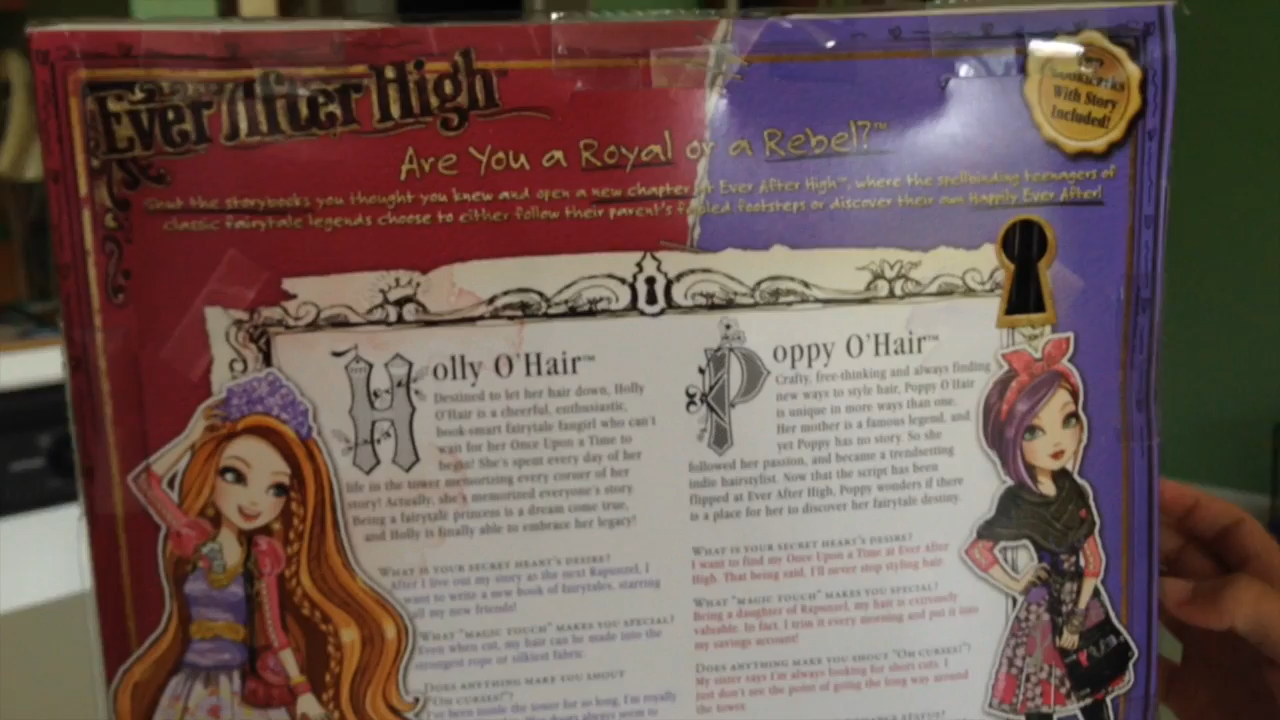 Ever After High™
Are You a Royal or a Rebel?™
Shut the storybooks you thought you knew and open a new chapter at Ever After High™, where the spellbinding teenagers of
classic fairytale legends choose to either follow their parent's fabled footsteps or discover their own Happily Ever After!
With Story
Included!
Holly O'Hair™
Destined to let her hair down, Holly
O'Hair is a cheerful, enthusiastic,
book-smart fairytale fangirl who can't
wait for her Once Upon a Time to
begin! She's spent every day of her
life in the tower memorizing every corner of her
story! Actually, she's memorized everyone's story.
Being a fairytale princess is a dream come true,
and Holly is finally able to embrace her legacy!
What is your secret heart's desire?
After I live out my story as the next Rapunzel, I
want to write a new book of fairytales, starring
all my new friends!
What "magic touch" makes you special?
Even when cut, my hair can be made into the
strongest rope or silkiest fabric.
Does anything make you shout
"Oh curses!"?
I've been inside the tower for so long, I'm royally
always seem to
Poppy O'Hair™
Crafty, free-thinking and always finding
new ways to style hair, Poppy O'Hair
is unique in more ways than one.
Her mother is a famous legend, and
yet Poppy has no story. So she
followed her passion, and became a trendsetting
indie hairstylist. Now that the script has been
flipped at Ever After High, Poppy wonders if there
is a place for her to discover her fairytale destiny.
What is your secret heart's desire?
I want to find my Once Upon a Time at Ever After
High. That being said, I'll never stop styling hair.
What "magic touch" makes you special?
Being a daughter of Rapunzel, my hair is extremely
valuable. In fact, I trim it every morning and put it into
my savings account!
Does anything make you shout "Oh curses!"?
My sister says I'm always looking for short cuts. I
just don't see the point of going the long way around
the tower.